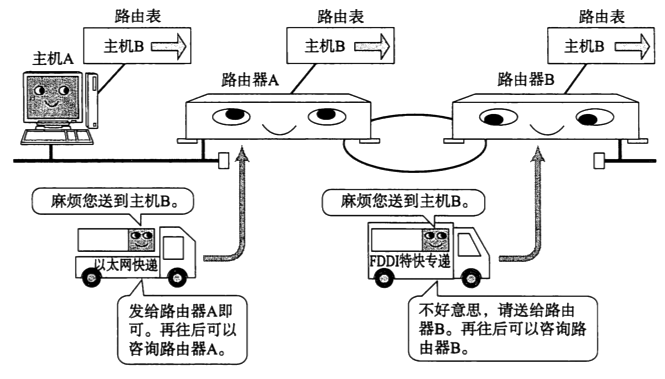 路由表
路由表
路由表
主机B
主机B
主机B
主机A
路由器A
路由器B
麻烦您送到主机B。
麻烦您送到主机B。
以太网快递
FDDI特快专递
发给路由器A即
可。再往后可以
咨询路由器A。
不好意思，请送给路由
器B。再往后可以咨询路
由器B。